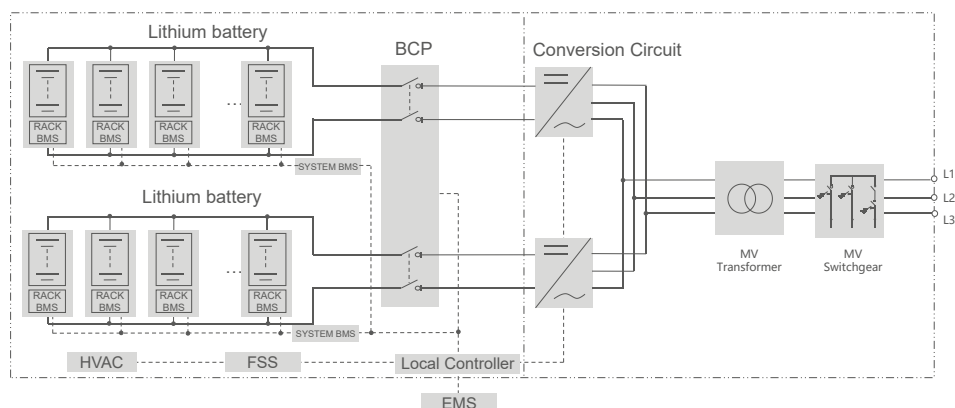 Lithium battery
BCP
Conversion Circuit
RACK
BMS
RACK
BMS
RACK
BMS
...
RACK
BMS
SYSTEM BMS
L1
L2
L3
MV
Transformer
MV
Switchgear
Lithium battery
RACK
BMS
RACK
BMS
RACK
BMS
...
RACK
BMS
SYSTEM BMS
HVAC
FSS
Local Controller
EMS